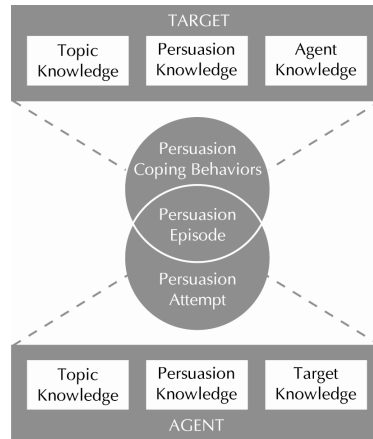 TARGET
Topic Knowledge
Persuasion Knowledge
Agent Knowledge
Persuasion
Coping Behaviors
Persuasion
Episode
Persuasion
Attempt
Topic Knowledge
Persuasion Knowledge
Target Knowledge
AGENT